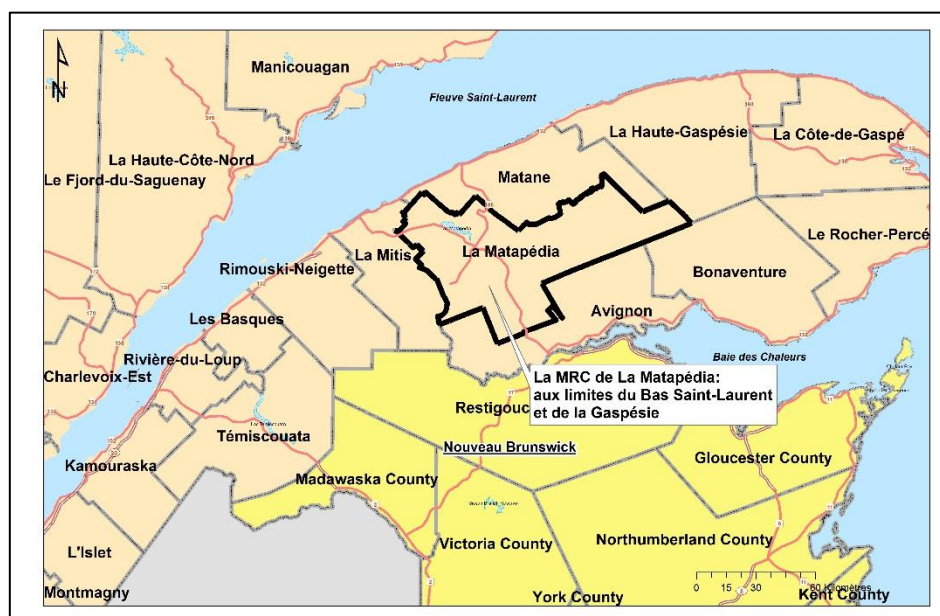 N
Manicouagan
Fleuve Saint-Laurent
La Haute-Gaspésie
La Côte-de-Gaspé
La Haute-Côte-Nord
Le Fjord-du-Saguenay
Matane
Le Rocher-Percé
La Mitis
La Matapédia
Rimouski-Neigette
Bonaventure
Avignon
Les Basques
Rivière-du-Loup
Charlevoix-Est
Baie des Chaleurs
La MRC de La Matapédia:
aux limites du Bas Saint-Laurent
et de la Gaspésie
Restigouc
Témiscouata
Nouveau Brunswick
Kamouraska
Madawaska County
Gloucester County
L'Islet
Victoria County
Northumberland County
Montmagny
0 15 30 60 Kilomètres
York County
Kent County